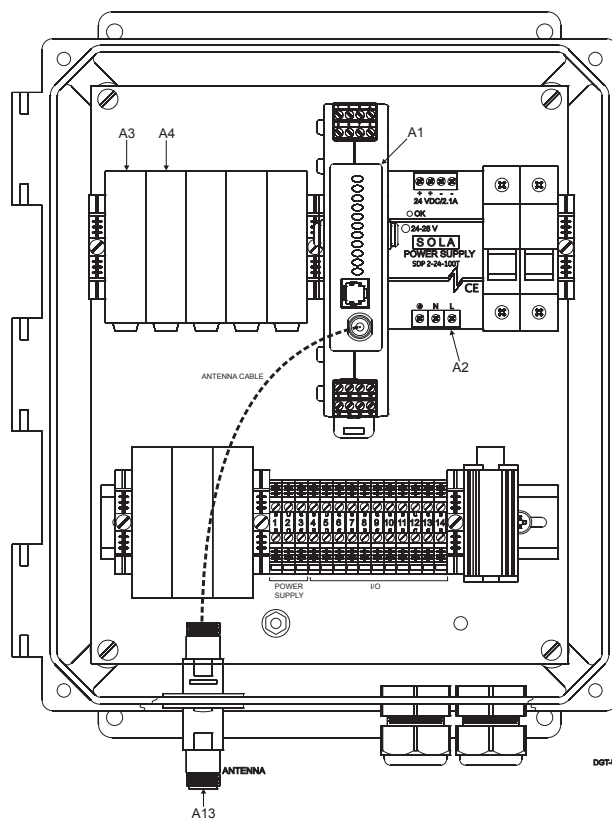 A3
A4
A1
+ + - -
24 VDC/2.1A
OK
24-28 V
SOLA
POWER SUPPLY
SDP 2-24-100T
CE
N L
A2
ANTENNA CABLE
1 2 3 4 5 6 7 8 9 10 11 12 13 14
POWER
SUPPLY
I/O
ANTENNA
A13
DGT-